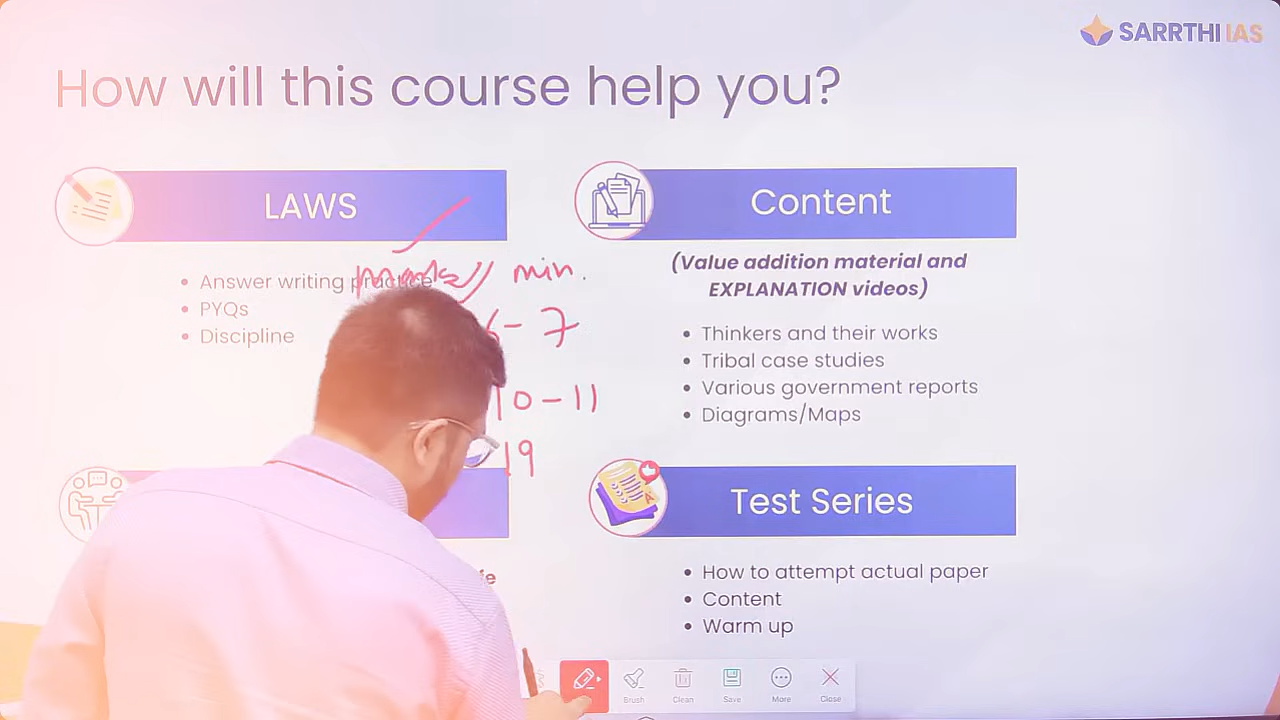 SARRTHI IAS
How will this course help you?
LAWS
Answer writing practice
PYQs
Discipline
marks min.
6-7
10-11
19
Content
(Value addition material and
EXPLANATION videos)
Thinkers and their works
Tribal case studies
Various government reports
Diagrams/Maps
Test Series
How to attempt actual paper
Content
Warm up
Brush
Clean
Save
More
Close